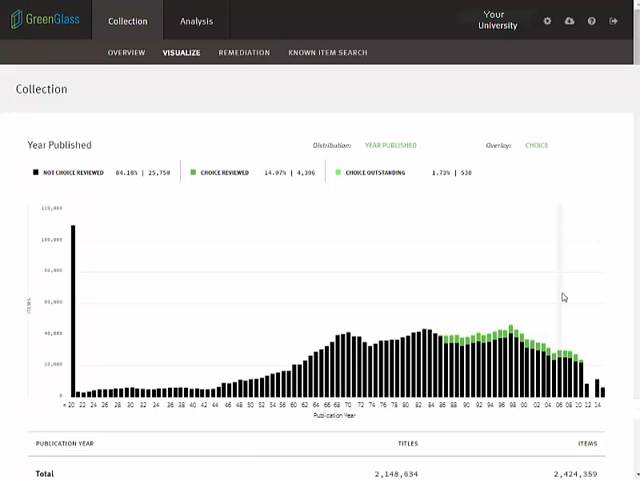 GreenGlass
Collection
Analysis
Your
University
OVERVIEW
VISUALIZE
REMEDIATION
KNOWN ITEM SEARCH
Collection
Year Published
Distribution: YEAR PUBLISHED
Overlay: CHOICE
NOT CHOICE REVIEWED 84.18% | 25,758
CHOICE REVIEWED 14.07% | 4,306
CHOICE OUTSTANDING 1.73% | 530
120,000
100,000
80,000
60,000
40,000
20,000
0
ITEMS
< 20 22 24 26 28 30 32 34 36 38 40 42 44 46 48 50 52 54 56 58 60 62 64 66 68 70 72 74 76 78 80 82 84 86 88 90 92 94 96 98 00 02 04 06 08 10 12 14
Publication Year
PUBLICATION YEAR TITLES ITEMS
Total 2,148,634 2,424,359